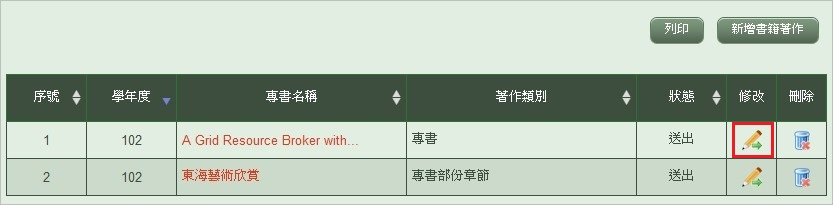 列印 新增書籍著作
序號 學年度 專書名稱 著作類別 狀態 修改 刪除
1 102 A Grid Resource Broker with... 專書 送出
2 102 東海藝術欣賞 專書部份章節 送出